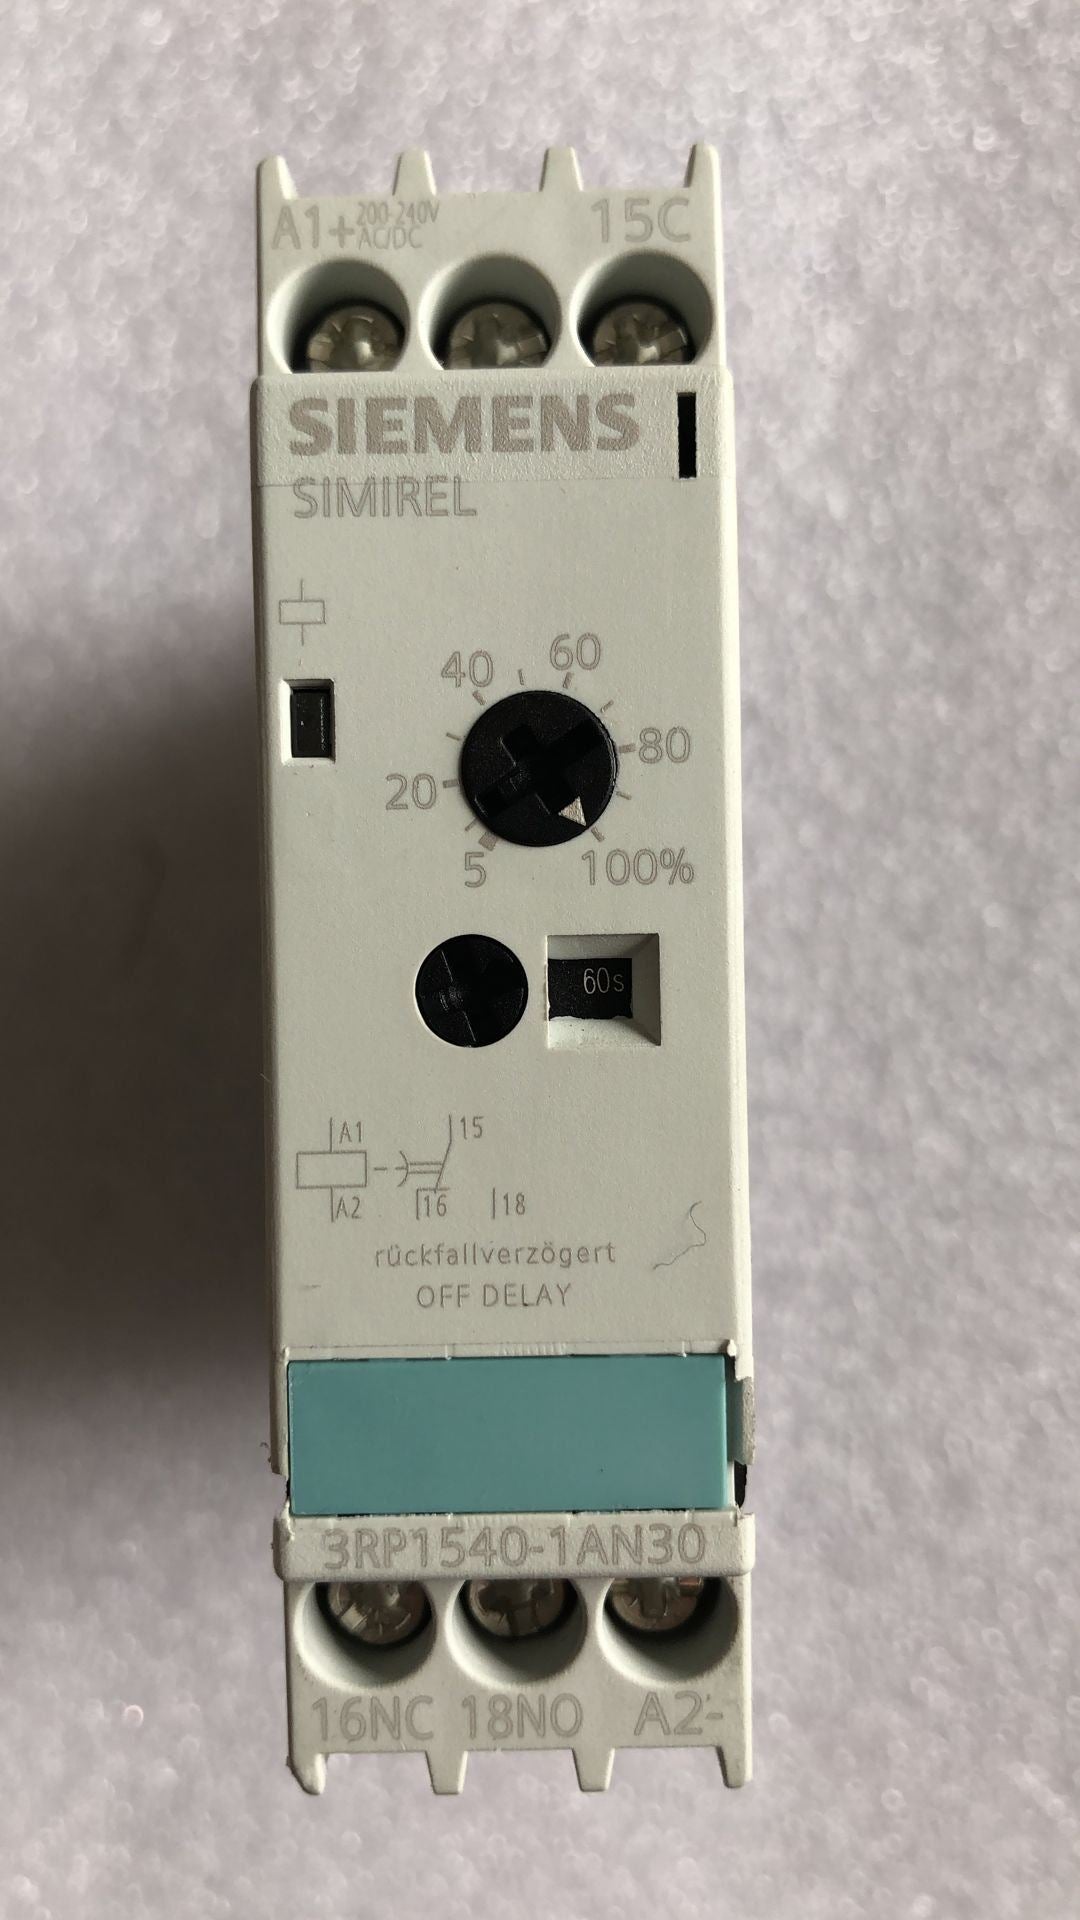 A1+ 200-240V AC/DC 15C
SIEMENS
SIMIREL
40 60
20 80
5 100%
60s
A1 15
A2 16 18
rückfallverzögert
OFF DELAY
3RP1540-1AN30
16NC 18NO A2-